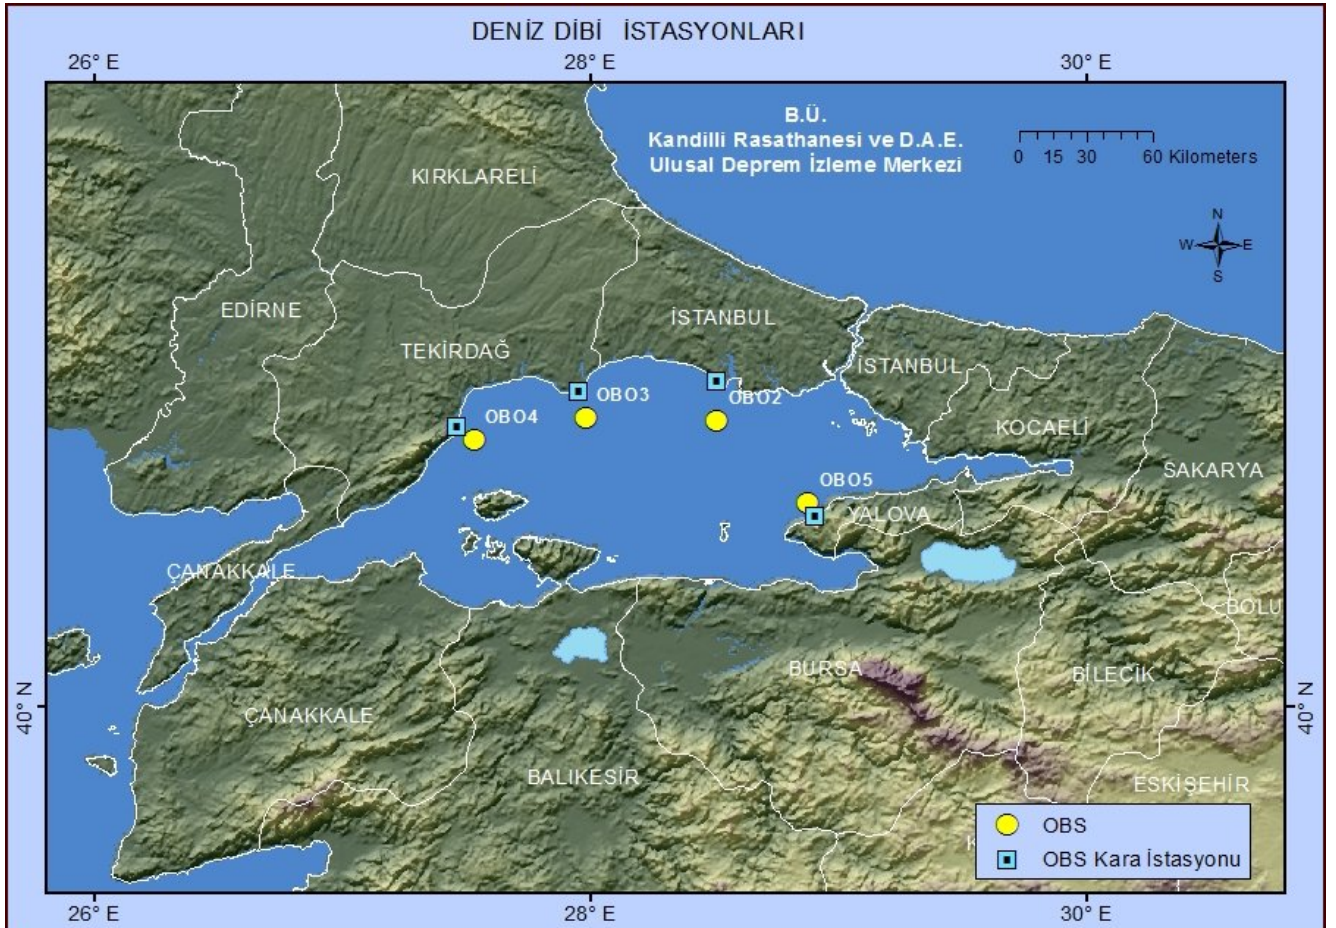 DENİZ DİBİ İSTASYONLARI
26° E
28° E
30° E
B.Ü.
Kandilli Rasathanesi ve D.A.E.
Ulusal Deprem İzleme Merkezi
0 15 30 60 Kilometers
KIRKLARELİ
N
W E
S
EDİRNE
İSTANBUL
TEKİRDAĞ
İSTANBUL
OBO3
OBO2
OBO4
KOCAELİ
SAKARYA
OBO5
YALOVA
ÇANAKKALE
BOLU
BURSA
BİLECİK
40° N
40° N
ÇANAKKALE
BALIKESİR
ESKİŞEHİR
OBS
OBS Kara İstasyonu
26° E
28° E
30° E